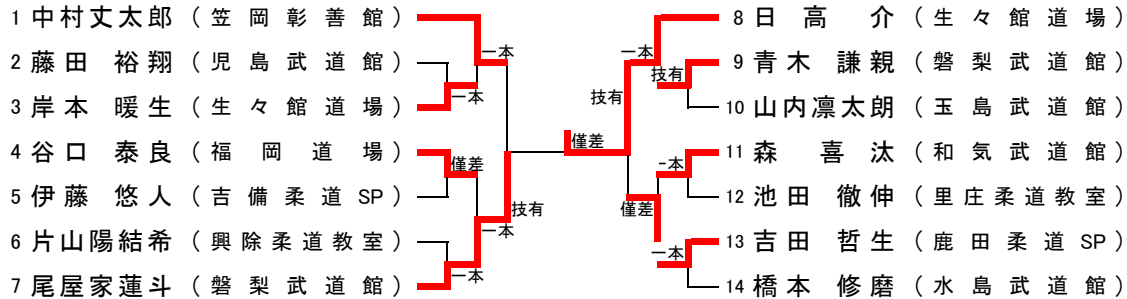 1 中村丈太郎 （笠岡彰善館）
2 藤田 裕翔 （児島武道館）
3 岸本 暖生 （生々館道場）
4 谷口 泰良 （福岡道場）
5 伊藤 悠人 （吉備柔道SP）
6 片山陽結希 （興除柔道教室）
7 尾屋家蓮斗 （磐梨武道館）
一本
一本
僅差
技有
一本
一本
僅差
一本
技有
技有
-本
僅差
一本
8 日高 介 （生々館道場）
9 青木 謙親 （磐梨武道館）
10 山内凛太朗 （玉島武道館）
11 森 喜汰 （和気武道館）
12 池田 徹伸 （里庄柔道教室）
13 吉田 哲生 （鹿田柔道SP）
14 橋本 修磨 （水島武道館）